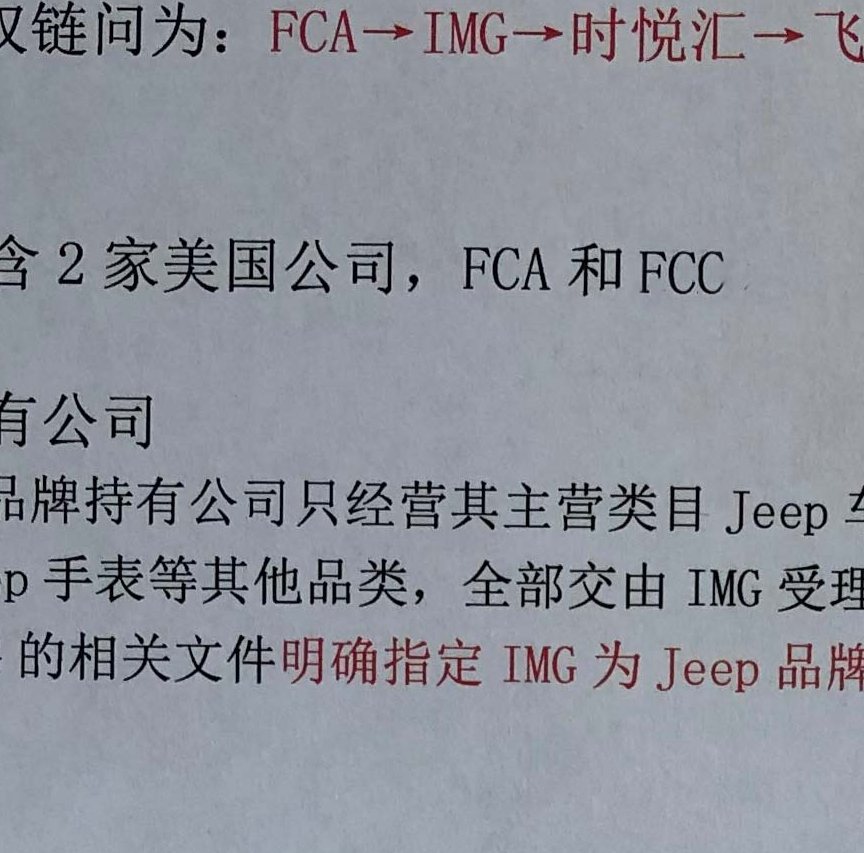 权链问为：FCA→IMG→时悦汇→飞
含 2 家美国公司，FCA 和 FCC
有公司
品牌持有公司只经营其主营类目 Jeep 车
p 手表等其他品类，全部交由 IMG 受理
的相关文件明确指定 IMG 为 Jeep 品牌